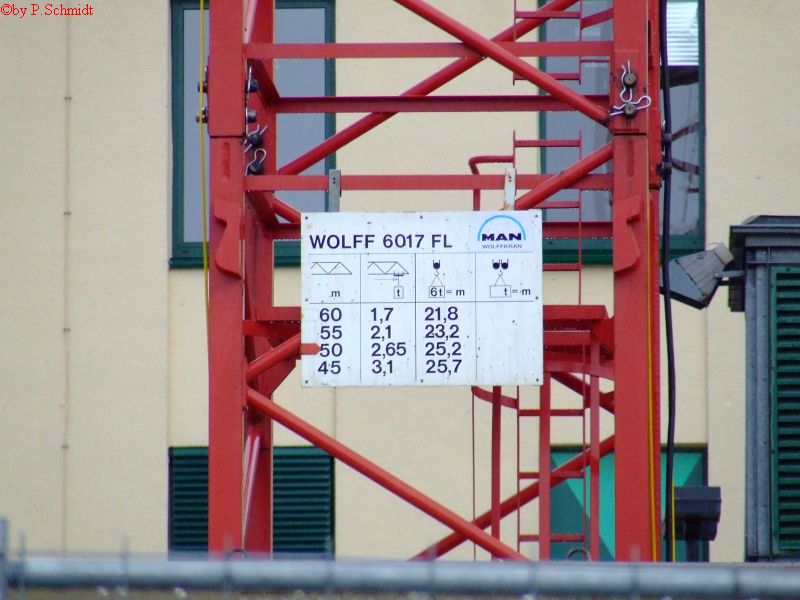 ©by P.Schmidt
WOLFF 6017 FL
MAN
WOLFFKRAN
m t 6t = m t = m
60 1,7 21,8
55 2,1 23,2
50 2,65 25,2
45 3,1 25,7